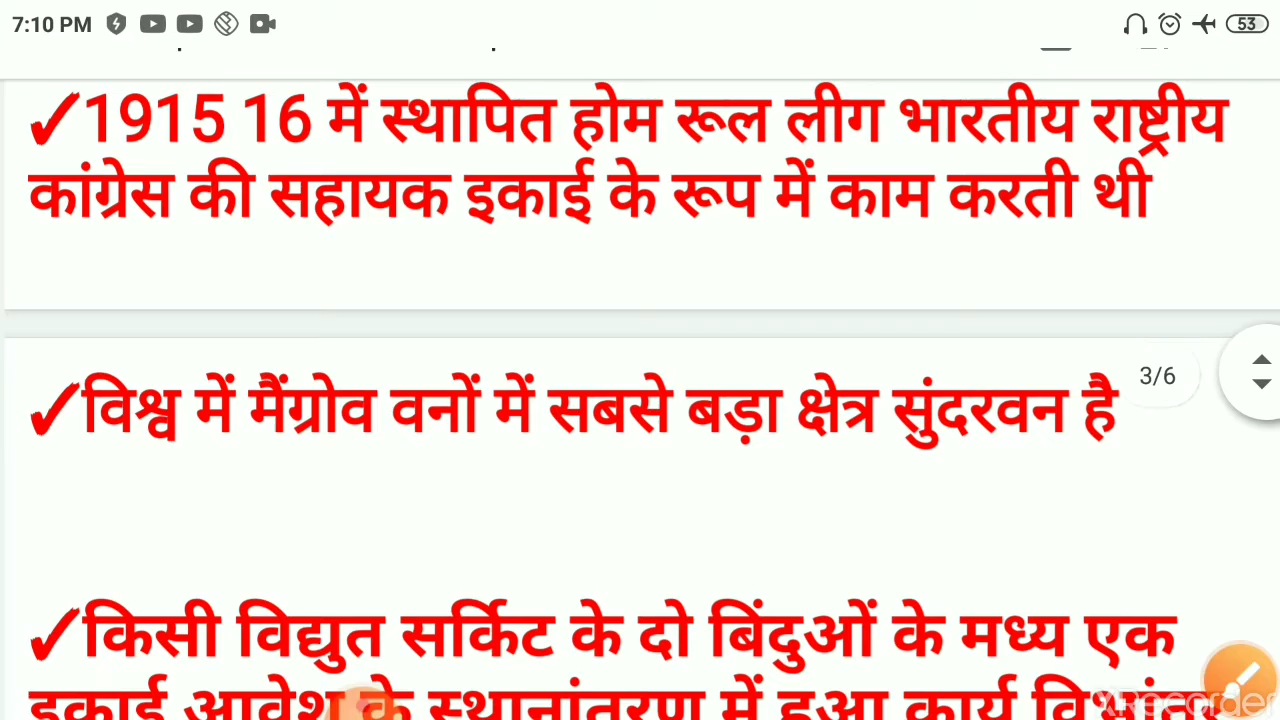 7:10 PM 53
✓1915 16 में स्थापित होम रूल लीग भारतीय राष्ट्रीय
कांग्रेस की सहायक इकाई के रूप में काम करती थी
3/6
✓विश्व में मैंग्रोव वनों में सबसे बड़ा क्षेत्र सुंदरवन है
✓किसी विद्युत सर्किट के दो बिंदुओं के मध्य एक
इकाई आवेश के स्थानांतरण में हुआ कार्य
XRecorder